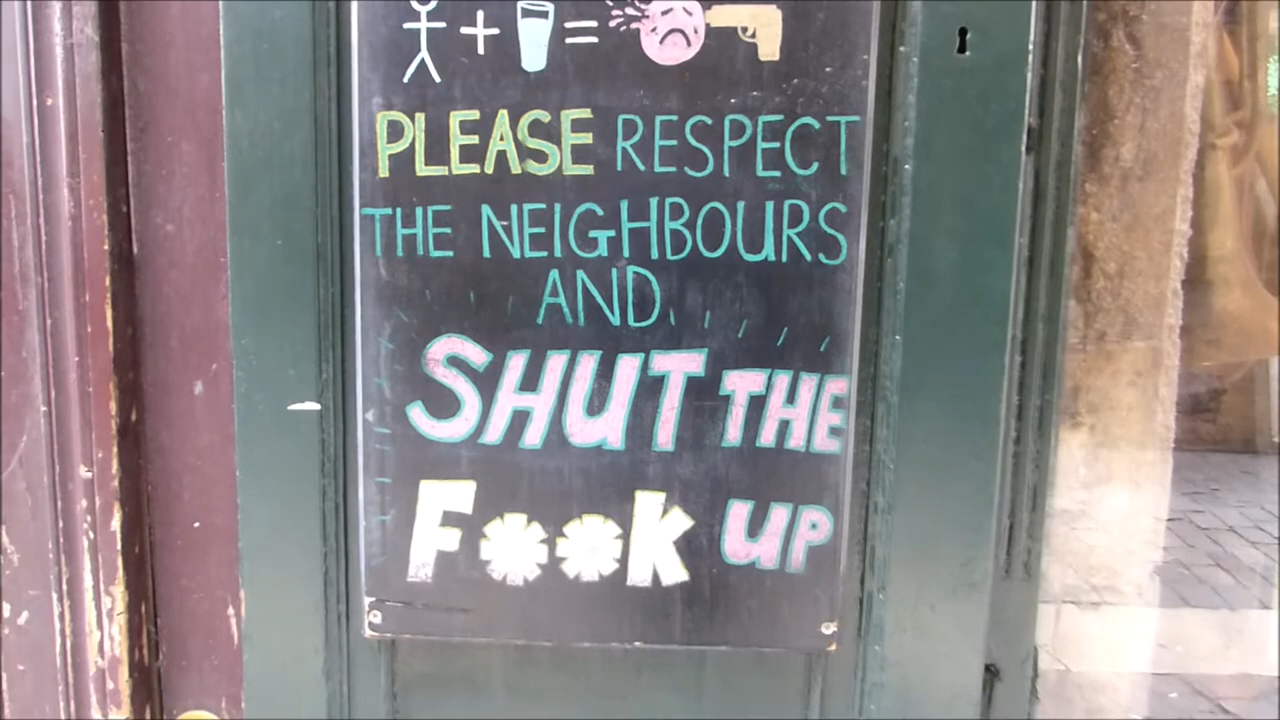 + =
PLEASE RESPECT
THE NEIGHBOURS
AND
SHUT THE
F**K UP